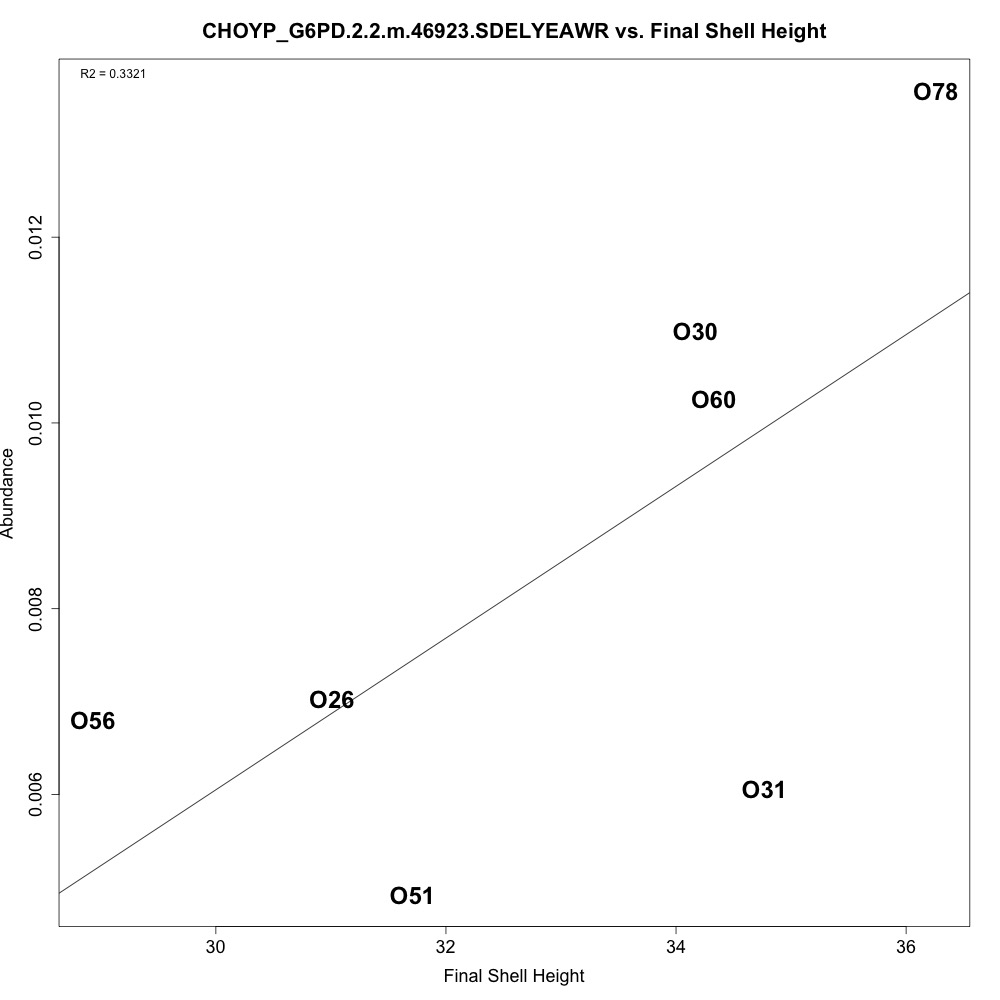 CHOYP_G6PD.2.2.m.46923.SDELYEAWR vs. Final Shell Height
R2 = 0.3321
O78
0.012
O30
O60
0.010
Abundance
0.008
O26
O56
0.006
O31
O51
30 32 34 36
Final Shell Height